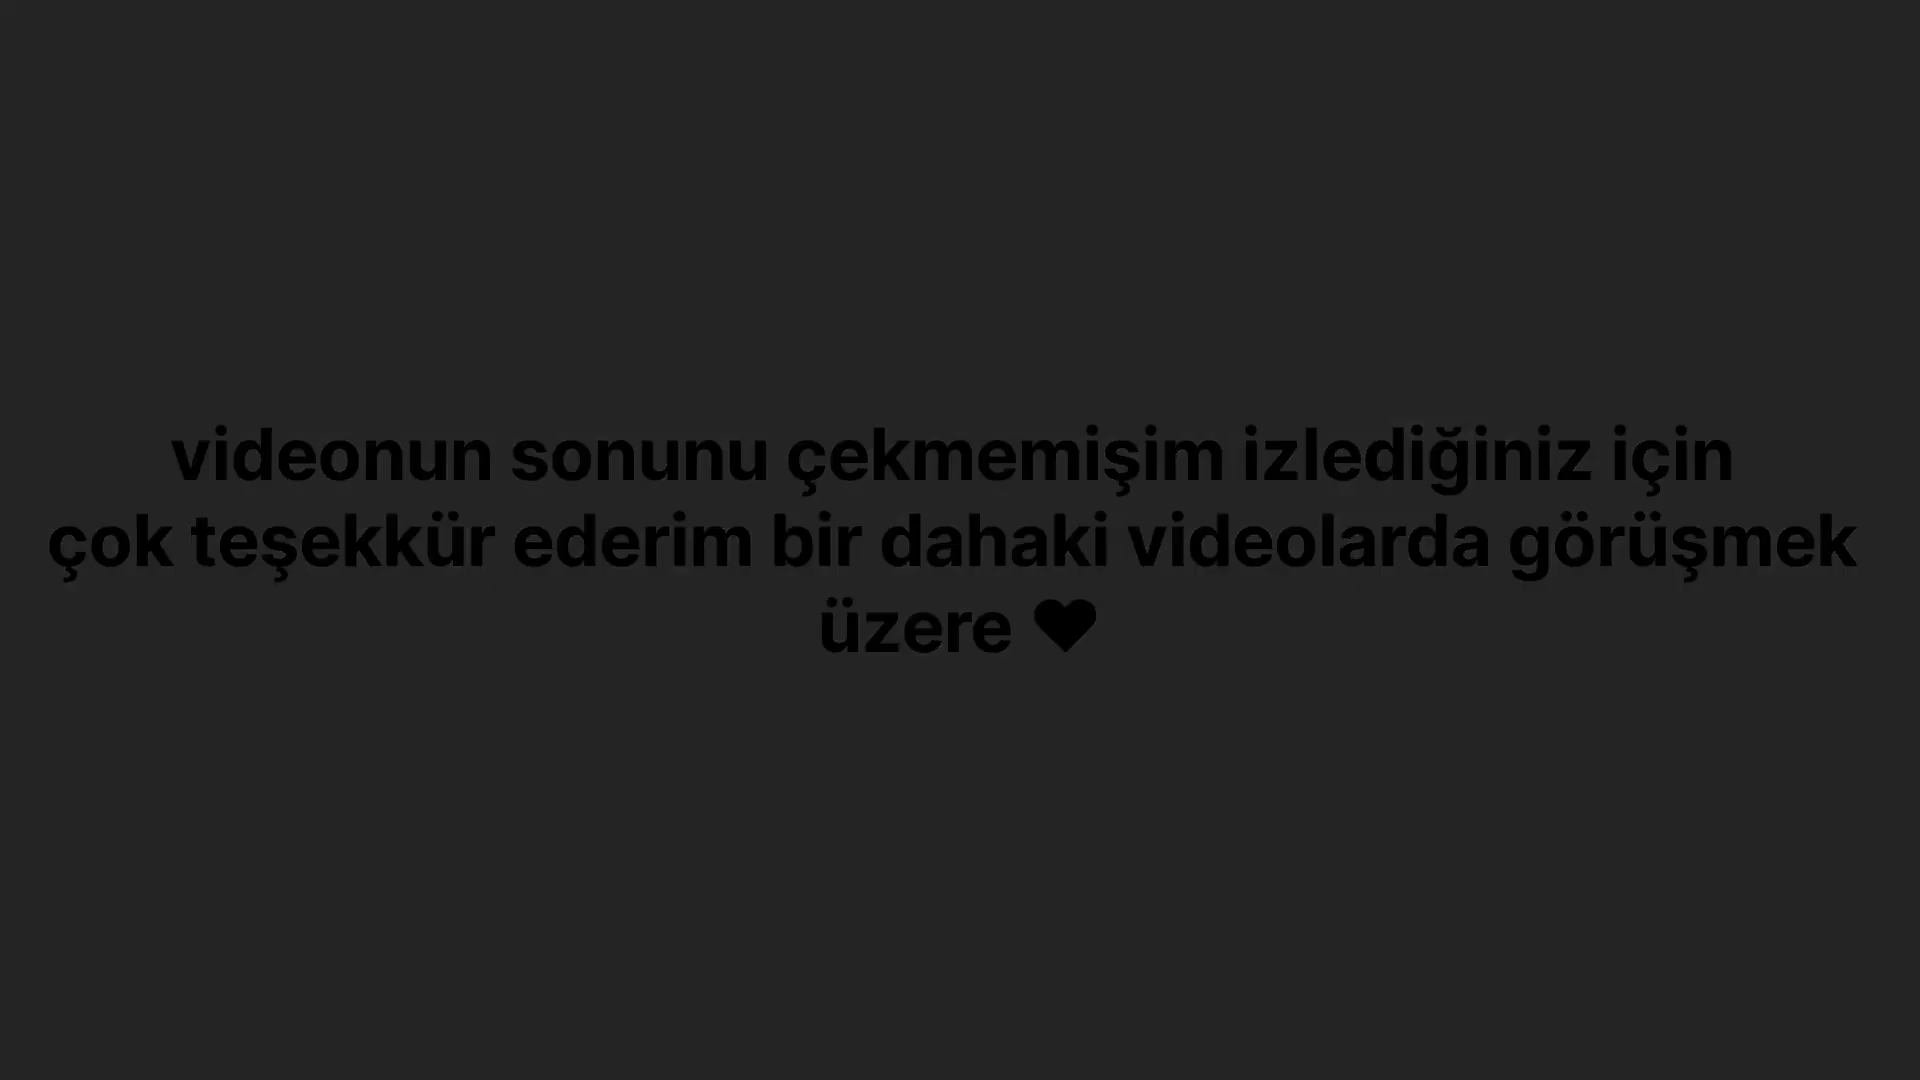 videonun sonunu çekmemişim izlediğiniz için
çok teşekkür ederim bir dahaki videolarda görüşmek
üzere ♥